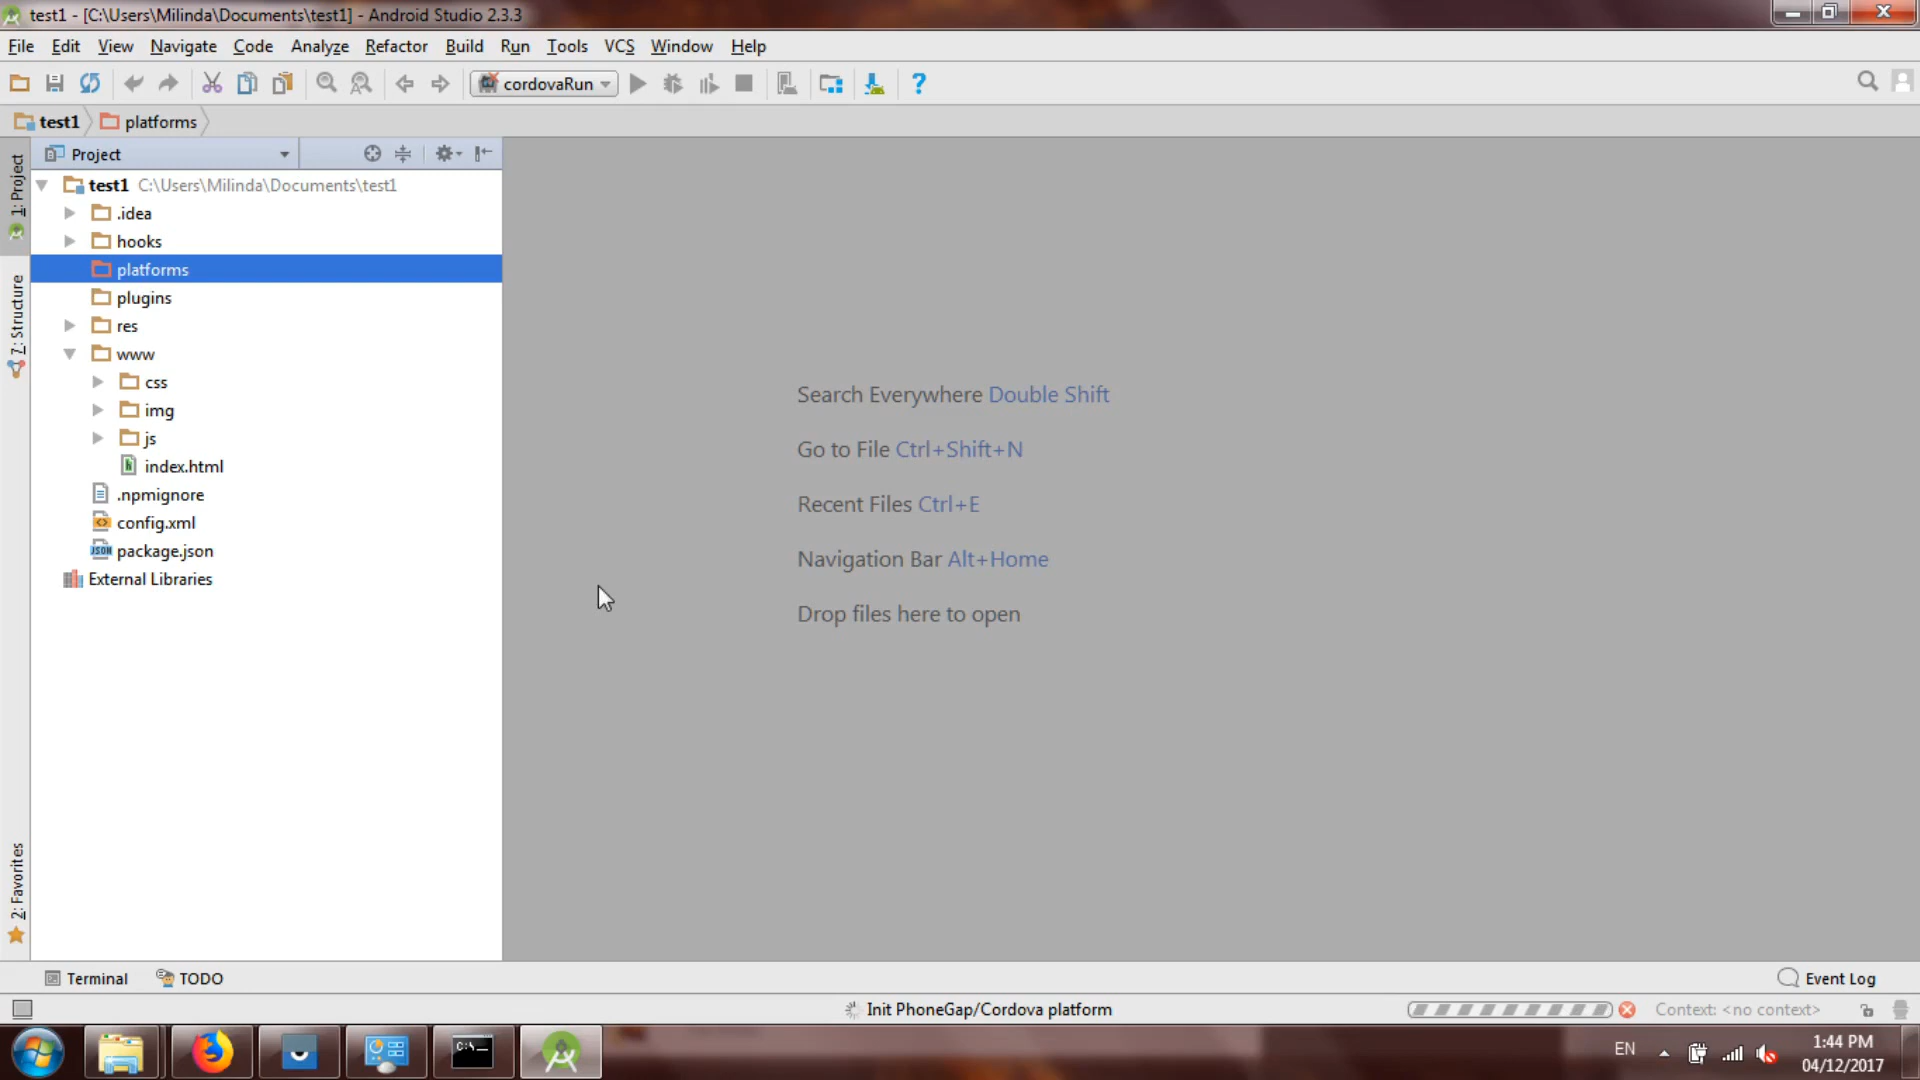 test1 - [C:\Users\Milinda\Documents\test1] - Android Studio 2.3.3
File Edit View Navigate Code Analyze Refactor Build Run Tools VCS Window Help
cordovaRun
test1 platforms
1: Project
Project
test1 C:\Users\Milinda\Documents\test1
.idea
hooks
platforms
plugins
7: Structure
res
www
css
img
js
index.html
.npmignore
config.xml
package.json
External Libraries
Search Everywhere Double Shift
Go to File Ctrl+Shift+N
Recent Files Ctrl+E
Navigation Bar Alt+Home
Drop files here to open
2: Favorites
Terminal TODO Event Log
Init PhoneGap/Cordova platform Context: <no context>
EN
1:44 PM
04/12/2017